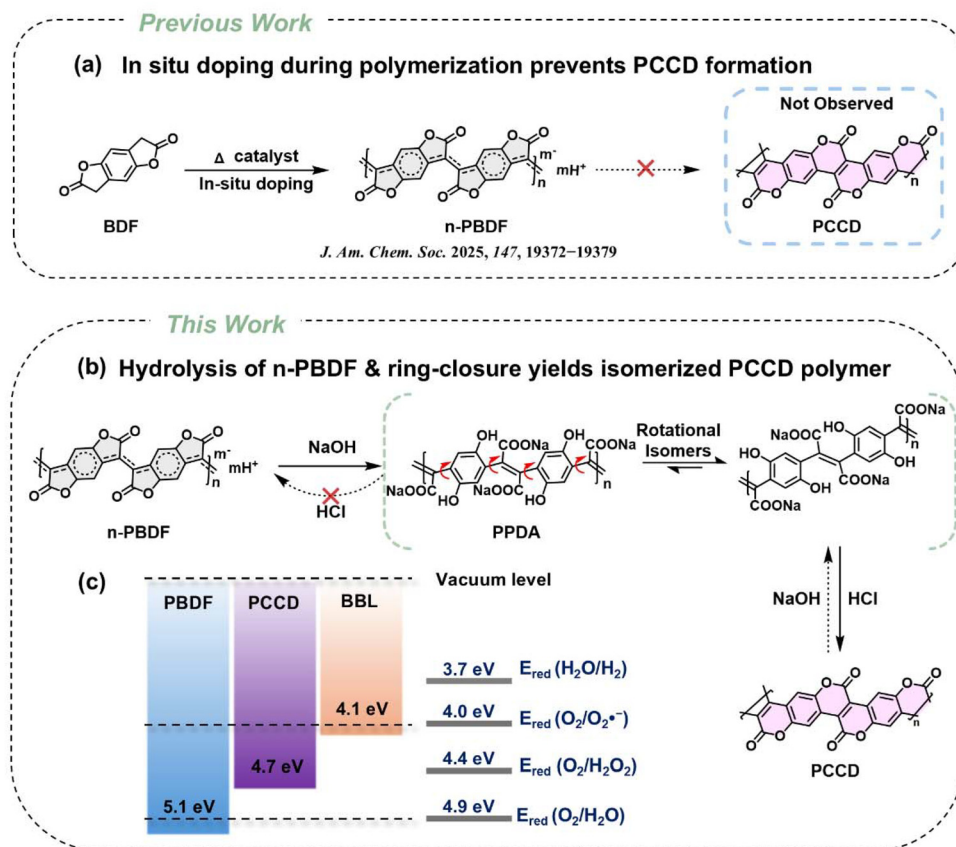 Previous Work
(a) In situ doping during polymerization prevents PCCD formation
Not Observed
O
O
O
O
BDF
Δ catalyst
In-situ doping
O
O
O
O
O
O
O
O
n
m-
mH+
n-PBDF
O
O
O
O
O
O
O
O
n
PCCD
J. Am. Chem. Soc. 2025, 147, 19372−19379
This Work
(b) Hydrolysis of n-PBDF & ring-closure yields isomerized PCCD polymer
O
O
O
O
O
O
O
O
n
m-
mH+
n-PBDF
NaOH
HCl
OH
COONa
OH
COONa
NaOOC
HO
NaOOC
HO
n
PPDA
Rotational
Isomers
COONa
n
HO
NaOOC
OH
HO
COONa
OH
COONa
NaOH
HCl
O
O
O
O
O
O
O
O
n
PCCD
(c)
Vacuum level
PBDF
PCCD
BBL
5.1 eV
4.7 eV
4.1 eV
3.7 eV Ered (H2O/H2)
4.0 eV Ered (O2/O2•−)
4.4 eV Ered (O2/H2O2)
4.9 eV Ered (O2/H2O)